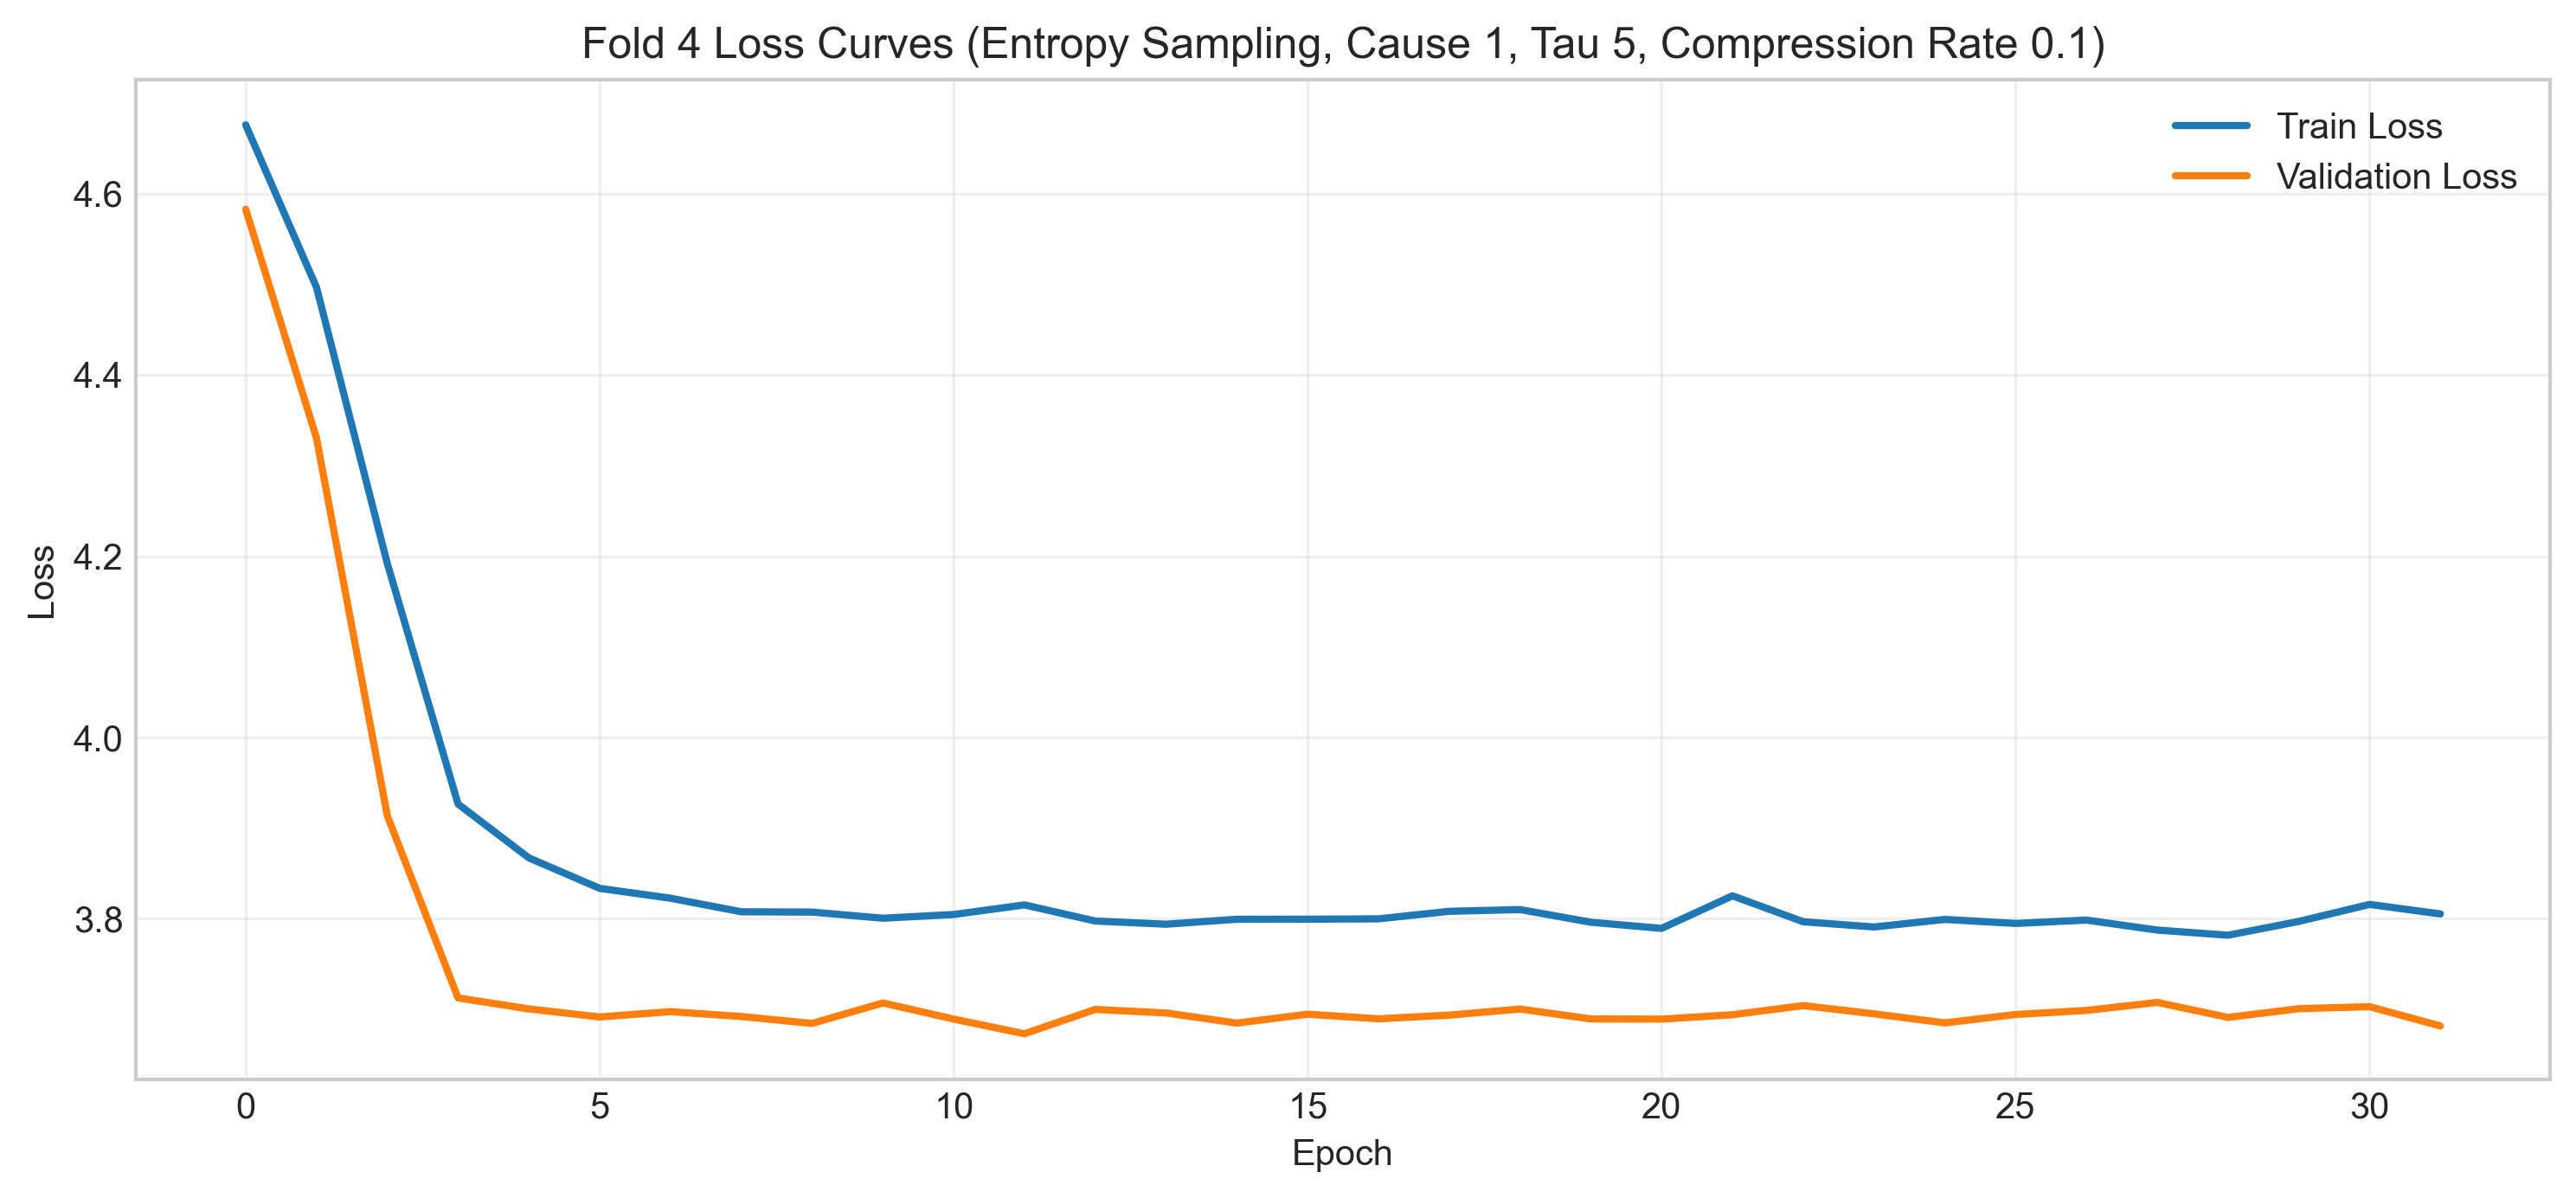 Fold 4 Loss Curves (Entropy Sampling, Cause 1, Tau 5, Compression Rate 0.1)
Train Loss
Validation Loss
Loss
4.6
4.4
4.2
4.0
3.8
0 5 10 15 20 25 30
Epoch